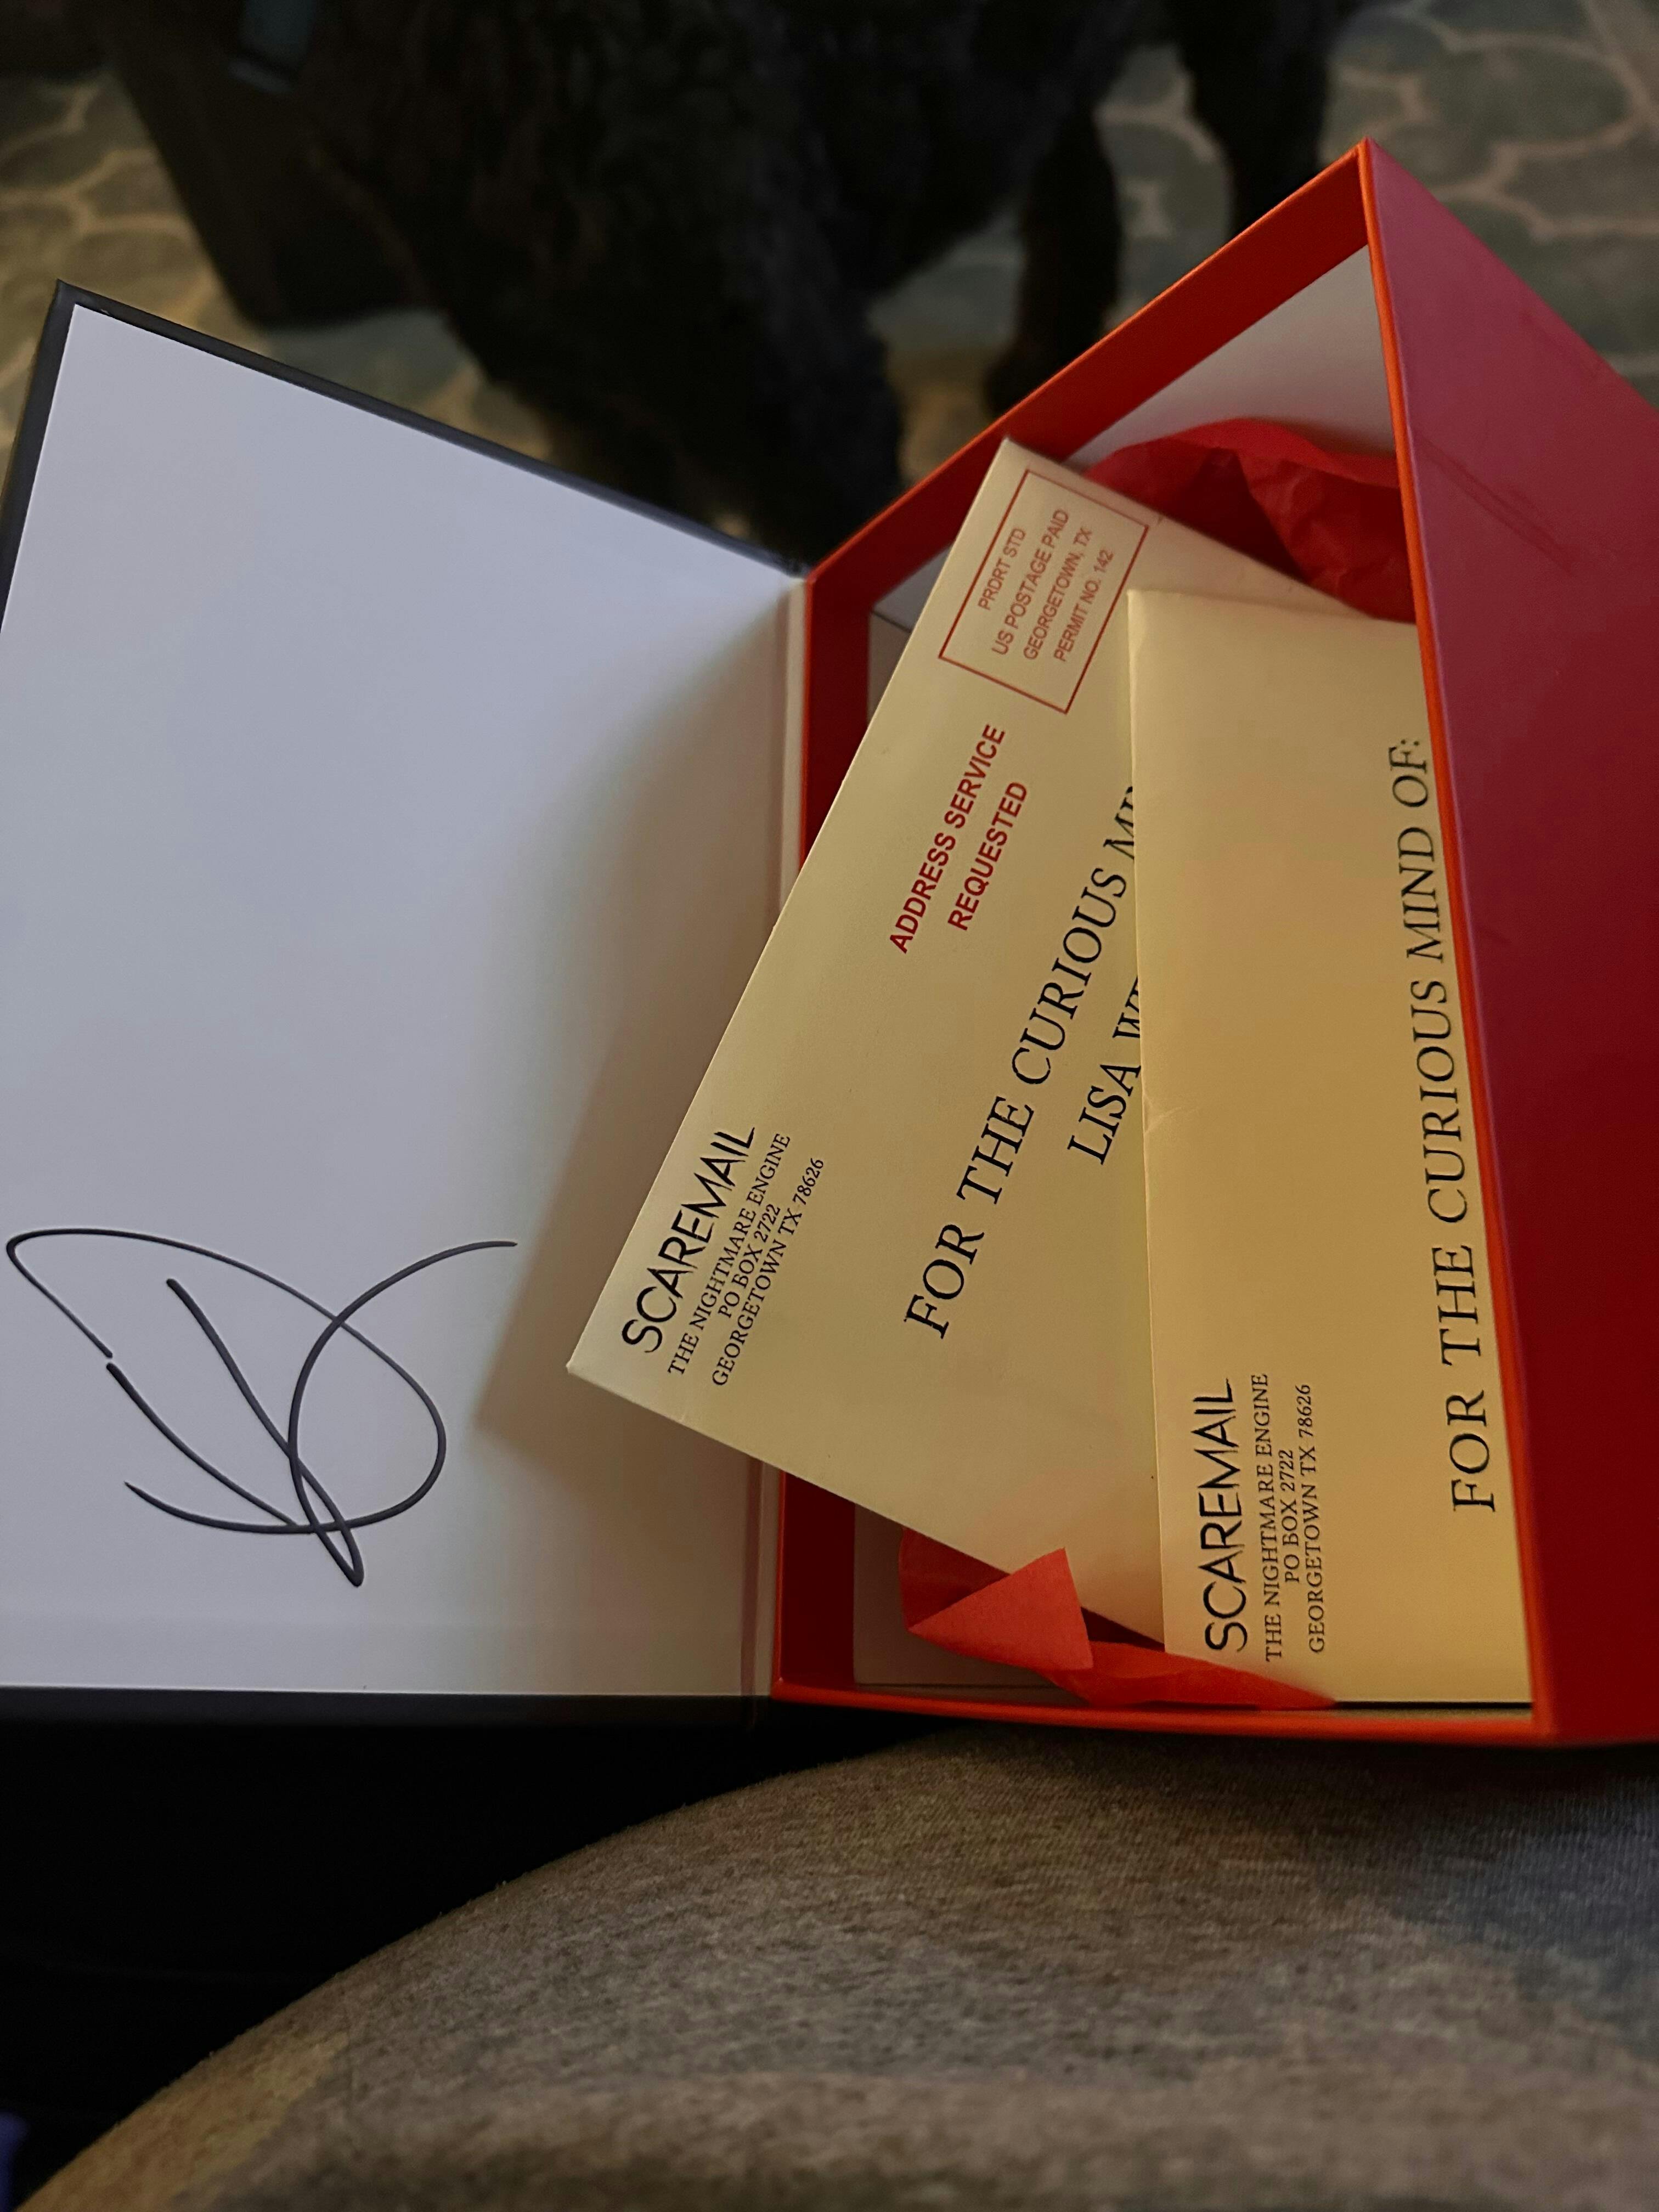 SCAREMAIL
THE NIGHTMARE ENGINE
PO BOX 2722
GEORGETOWN TX 78626
PRDRT STD
US POSTAGE PAID
GEORGETOWN, TX
PERMIT NO. 142
ADDRESS SERVICE
REQUESTED
FOR THE CURIOUS
LISA
SCAREMAIL
THE NIGHTMARE ENGINE
PO BOX 2722
GEORGETOWN TX 78626
FOR THE CURIOUS MIND OF: